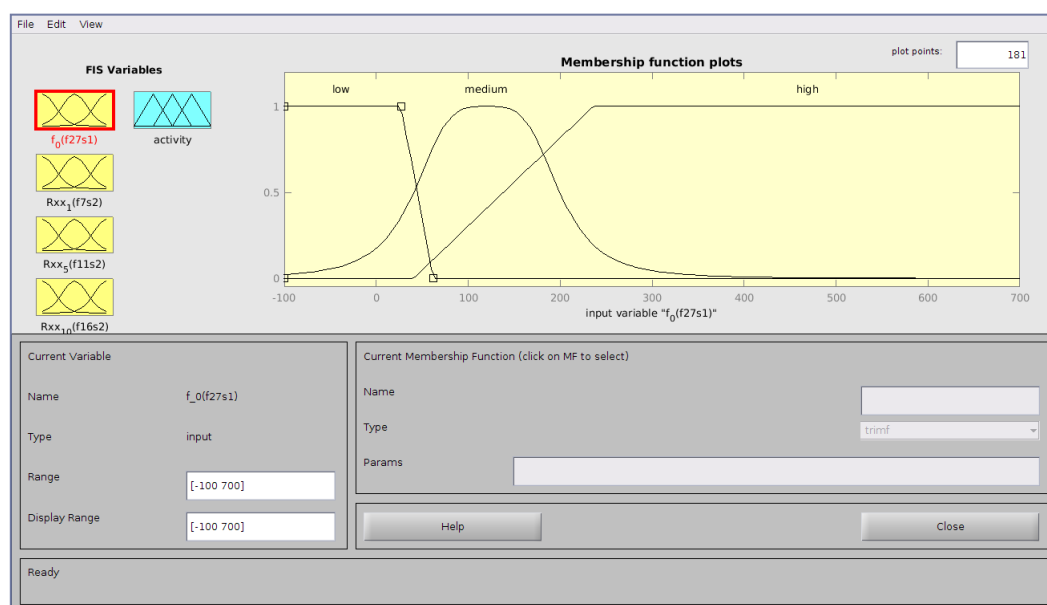 File Edit View
plot points: 181
FIS Variables
Membership function plots
f0(f27s1)
activity
Rxx1(f7s2)
Rxx5(f11s2)
Rxx10(f16s2)
low medium high
1
0.5
0
-100 0 100 200 300 400 500 600 700
input variable "f0(f27s1)"
Current Variable
Name f_0(f27s1)
Type input
Range [-100 700]
Display Range [-100 700]
Current Membership Function (click on MF to select)
Name
Type trimf
Params
Help Close
Ready